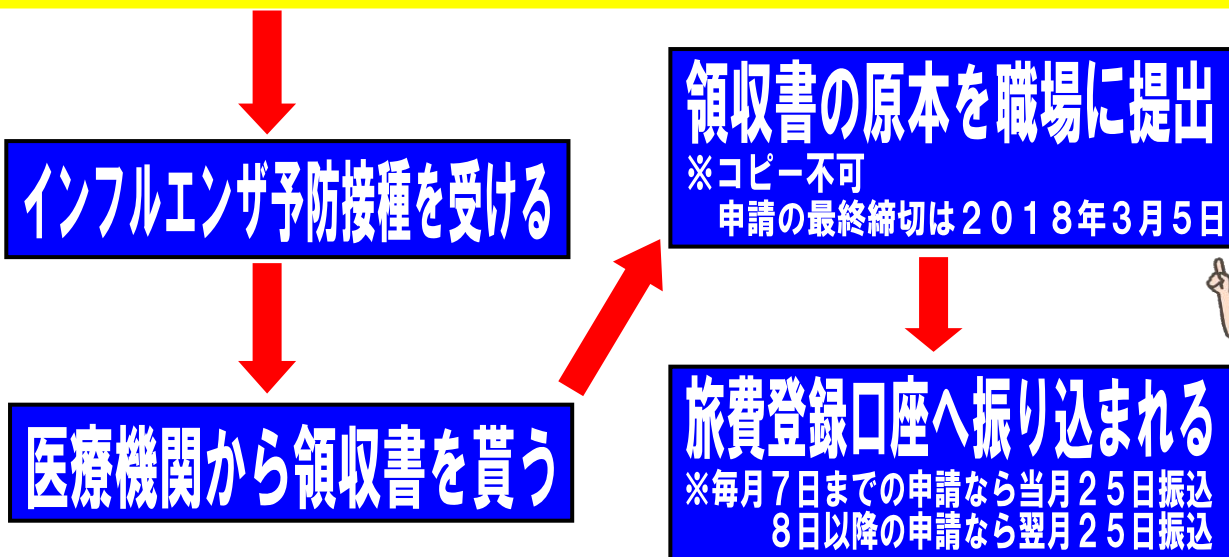 インフルエンザ予防接種を受ける
医療機関から領収書を貰う
領収書の原本を職場に提出
※コピー不可
申請の最終締切は２０１８年３月５日
旅費登録口座へ振り込まれる
※毎月７日までの申請なら当月２５日振込
８日以降の申請なら翌月２５日振込